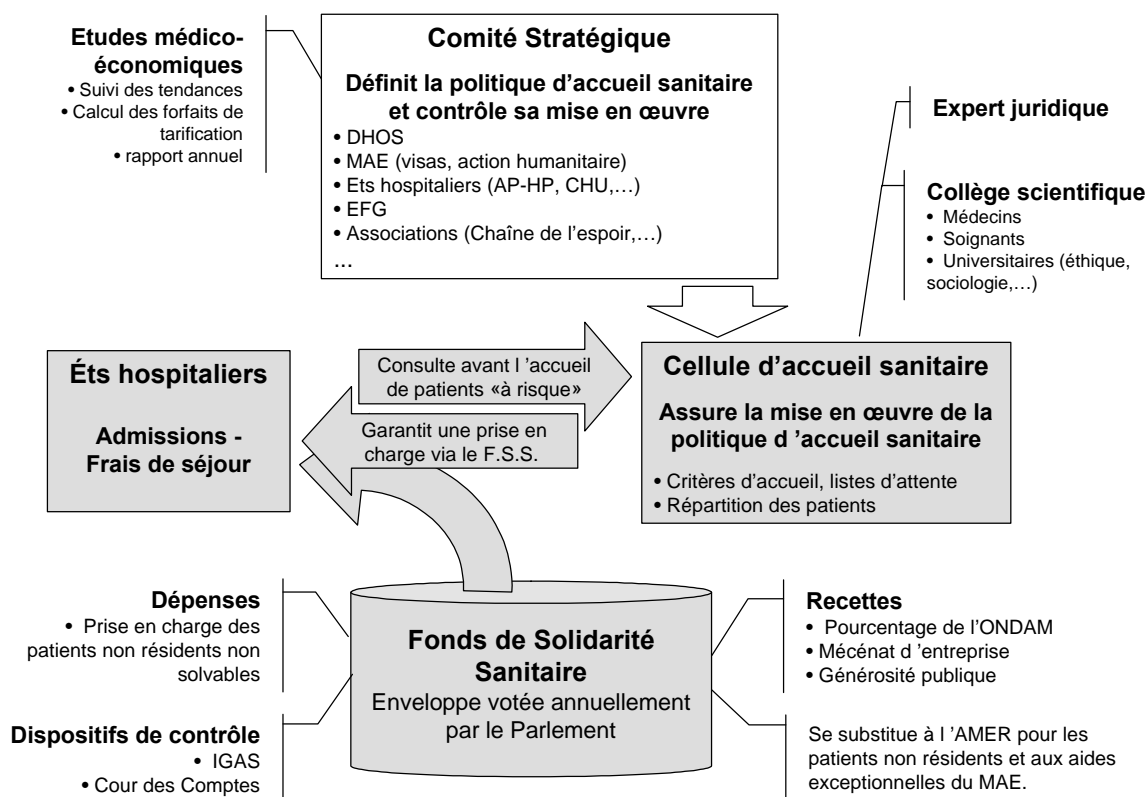 Etudes médico-
économiques
• Suivi des tendances
• Calcul des forfaits de
tarification
• rapport annuel
Comité Stratégique
Définit la politique d’accueil sanitaire
et contrôle sa mise en œuvre
• DHOS
• MAE (visas, action humanitaire)
• Ets hospitaliers (AP-HP, CHU,…)
• EFG
• Associations (Chaîne de l’espoir,…)
…
Expert juridique
Collège scientifique
• Médecins
• Soignants
• Universitaires (éthique,
sociologie,…)
Éts hospitaliers
Admissions -
Frais de séjour
Consulte avant l ’accueil
de patients «à risque»
Garantit une prise en
charge via le F.S.S.
Cellule d’accueil sanitaire
Assure la mise en œuvre de la
politique d ’accueil sanitaire
• Critères d’accueil, listes d’attente
• Répartition des patients
Dépenses
• Prise en charge des
patients non résidents non
solvables
Dispositifs de contrôle
• IGAS
• Cour des Comptes
Fonds de Solidarité
Sanitaire
Enveloppe votée annuellement
par le Parlement
Recettes
• Pourcentage de l’ONDAM
• Mécénat d ’entreprise
• Générosité publique
Se substitue à l ’AMER pour les
patients non résidents et aux aides
exceptionnelles du MAE.